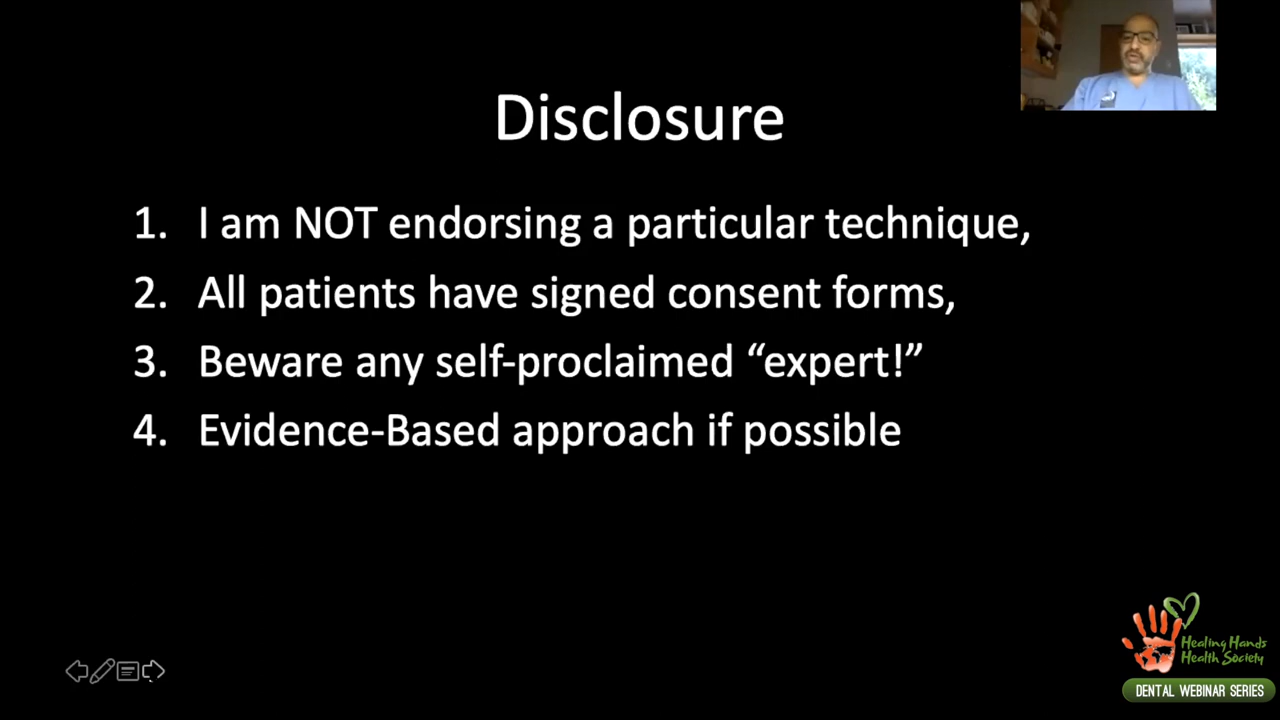 Disclosure
1. I am NOT endorsing a particular technique,
2. All patients have signed consent forms,
3. Beware any self-proclaimed “expert!”
4. Evidence-Based approach if possible
Healing Hands
Health Society
DENTAL WEBINAR SERIES